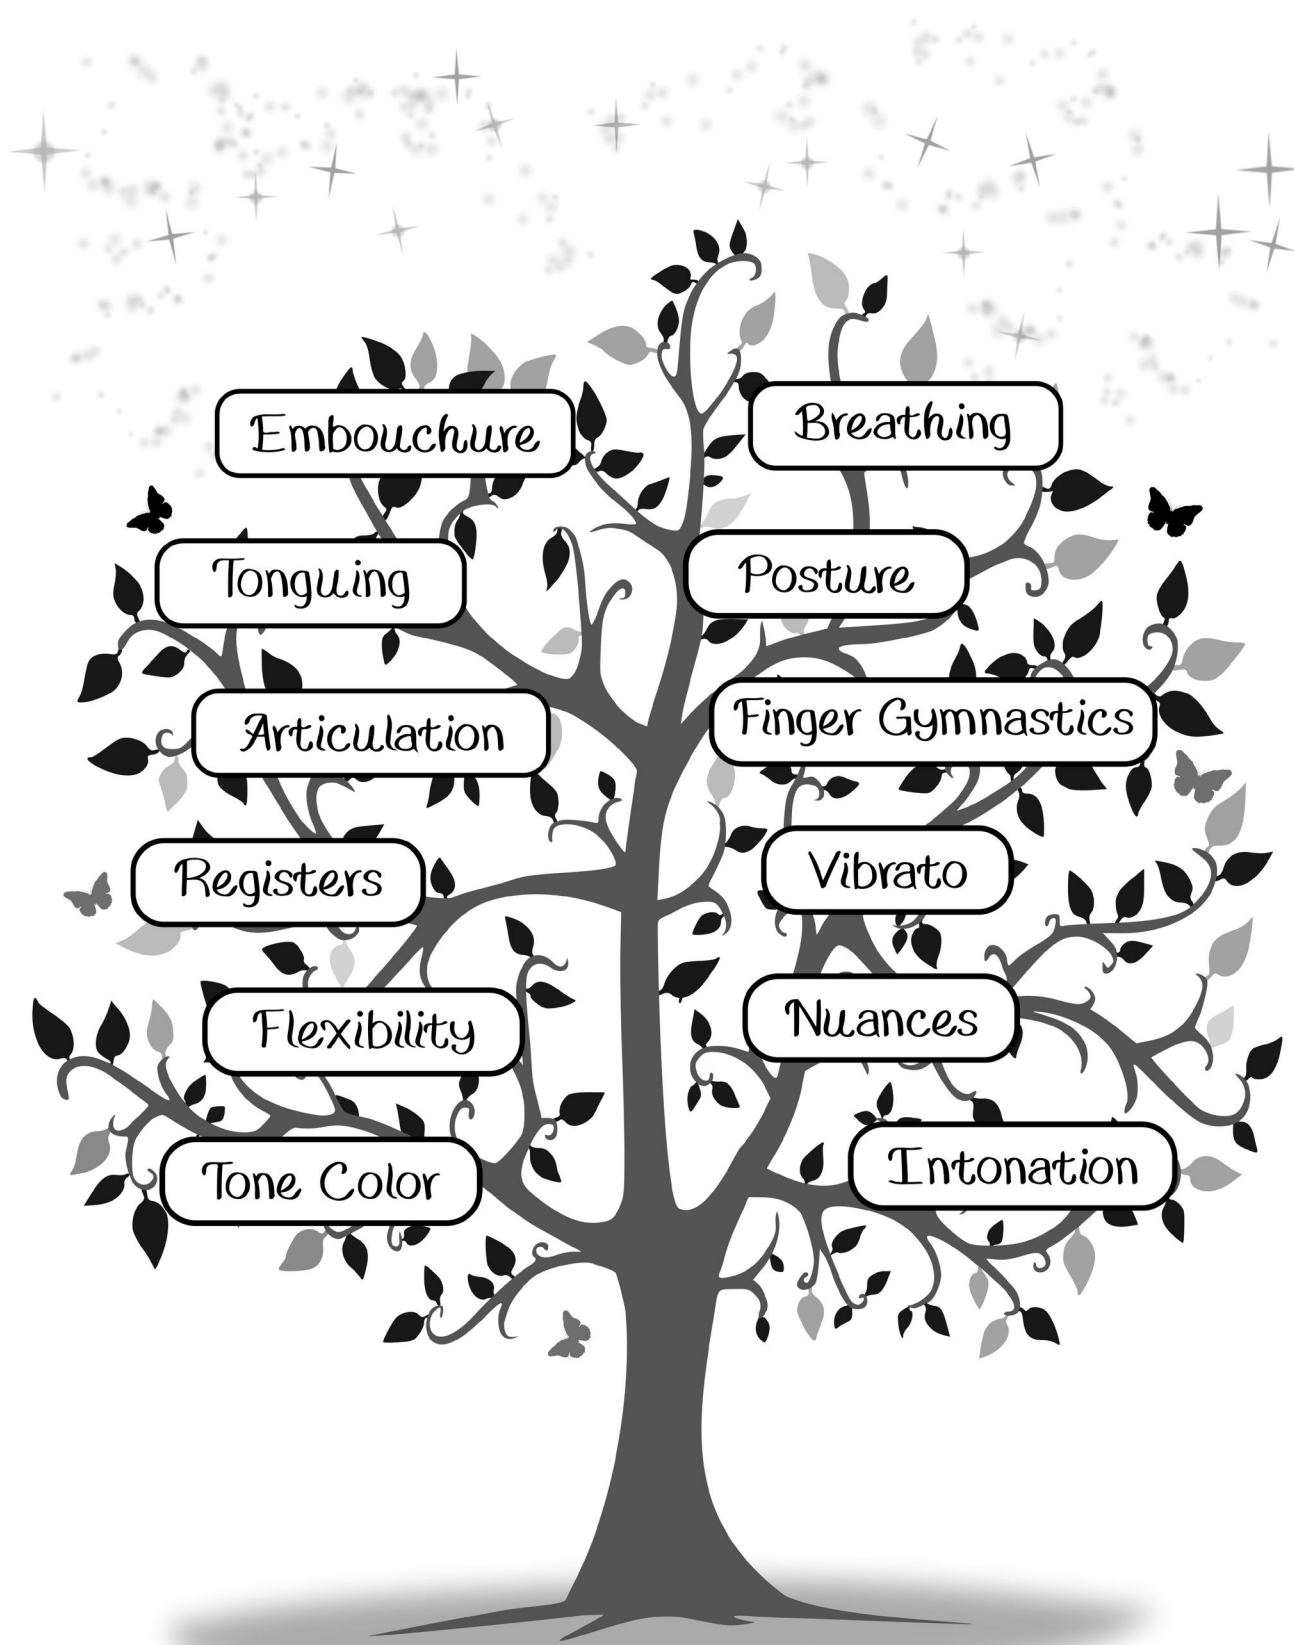 Embouchure
Breathing
Tonguing
Posture
Articulation
Finger Gymnastics
Registers
Vibrato
Flexibility
Nuances
Tone Color
Intonation